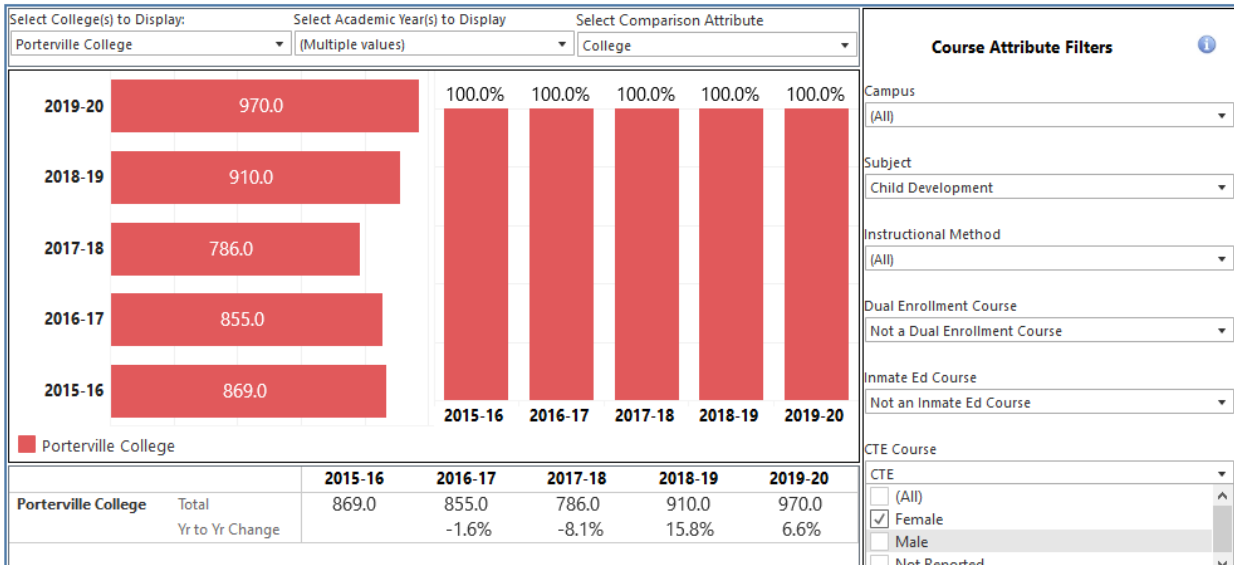 Select College(s) to Display:
Select Academic Year(s) to Display
Select Comparison Attribute
Porterville College
(Multiple values)
College
2019-20 970.0
2018-19 910.0
2017-18 786.0
2016-17 855.0
2015-16 869.0
100.0% 100.0% 100.0% 100.0% 100.0%
2015-16 2016-17 2017-18 2018-19 2019-20
Porterville College
2015-16 2016-17 2017-18 2018-19 2019-20
Porterville College Total 869.0 855.0 786.0 910.0 970.0
Yr to Yr Change -1.6% -8.1% 15.8% 6.6%
Course Attribute Filters
i
Campus
(All)
Subject
Child Development
Instructional Method
(All)
Dual Enrollment Course
Not a Dual Enrollment Course
Inmate Ed Course
Not an Inmate Ed Course
CTE Course
CTE
(All)
Female
Male
Not Reported